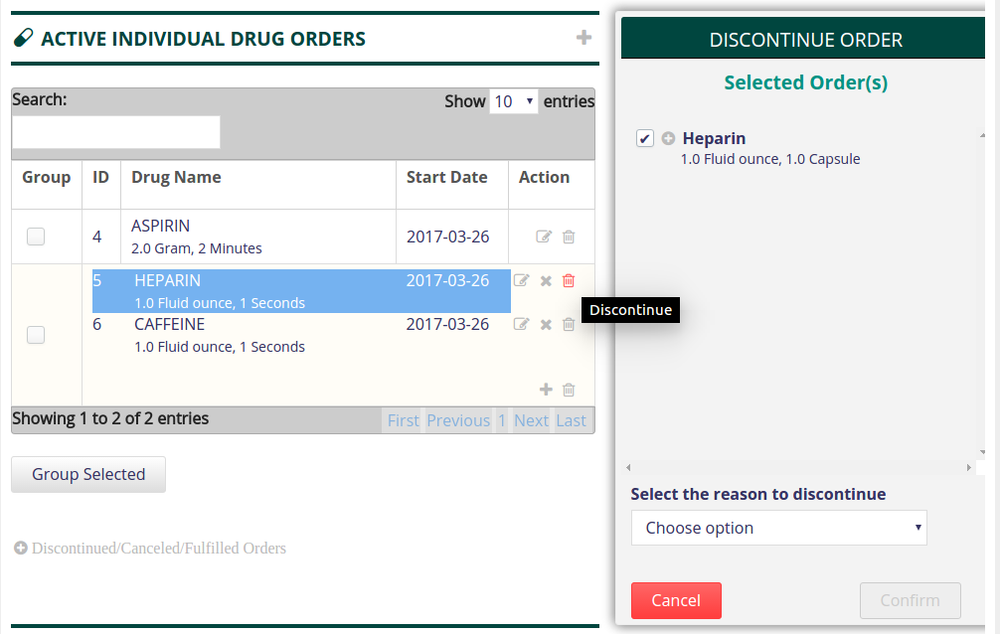 ACTIVE INDIVIDUAL DRUG ORDERS
Search:
Show 10 entries
Group ID Drug Name Start Date Action
4 ASPIRIN 2017-03-26
2.0 Gram, 2 Minutes
5 HEPARIN 2017-03-26
1.0 Fluid ounce, 1 Seconds
6 CAFFEINE 2017-03-26
1.0 Fluid ounce, 1 Seconds
Discontinue
Showing 1 to 2 of 2 entries
First Previous 1 Next Last
Group Selected
Discontinued/Canceled/Fulfilled Orders
DISCONTINUE ORDER
Selected Order(s)
Heparin
1.0 Fluid ounce, 1.0 Capsule
Select the reason to discontinue
Choose option
Cancel Confirm